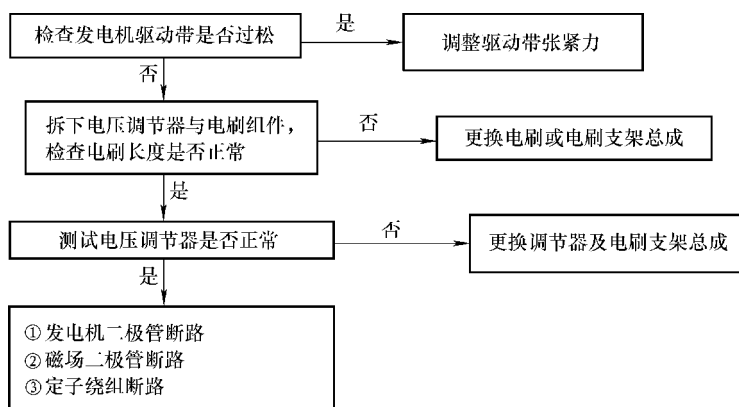 检查发电机驱动带是否过松
是
调整驱动带张紧力
否
拆下电压调节器与电刷组件，
检查电刷长度是否正常
否
更换电刷或电刷支架总成
是
测试电压调节器是否正常
否
更换调节器及电刷支架总成
是
①发电机二极管断路
②磁场二极管断路
③定子绕组断路